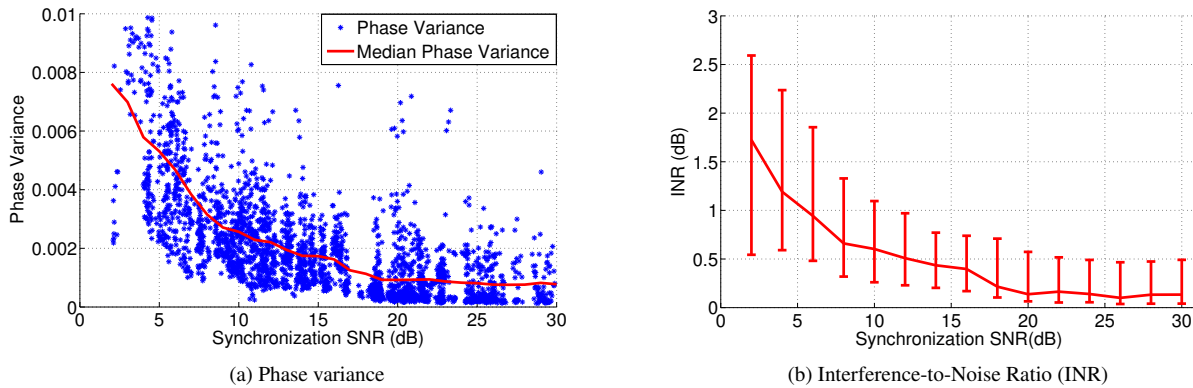 0.01
0.008
0.006
0.004
0.002
0
Phase Variance
Phase Variance
Median Phase Variance
0 5 10 15 20 25 30
Synchronization SNR (dB)
(a) Phase variance
3
2.5
2
1.5
1
0.5
0
INR (dB)
0 5 10 15 20 25 30
Synchronization SNR(dB)
(b) Interference-to-Noise Ratio (INR)